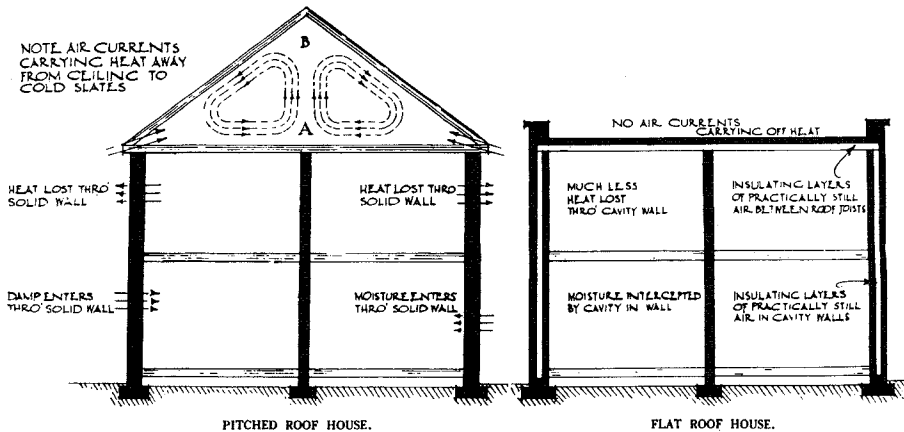 NOTE AIR CURRENTS
CARRYING HEAT AWAY
FROM CEILING TO
COLD SLATES
B
A
HEAT LOST THRO'
SOLID WALL
HEAT LOST THRO
SOLID WALL
DAMP ENTERS
THRO' SOLID WALL
MOISTURE ENTERS
THRO' SOLID WALL
PITCHED ROOF HOUSE.
NO AIR CURRENTS
CARRYING OFF HEAT
MUCH LESS
HEAT LOST
THRO' CAVITY WALL
INSULATING LAYERS
OF PRACTICALLY STILL
AIR BETWEEN ROOF JOISTS
MOISTURE INTERCEPTED
BY CAVITY IN WALL
INSULATING LAYERS
OF PRACTICALLY STILL
AIR IN CAVITY WALLS
FLAT ROOF HOUSE.